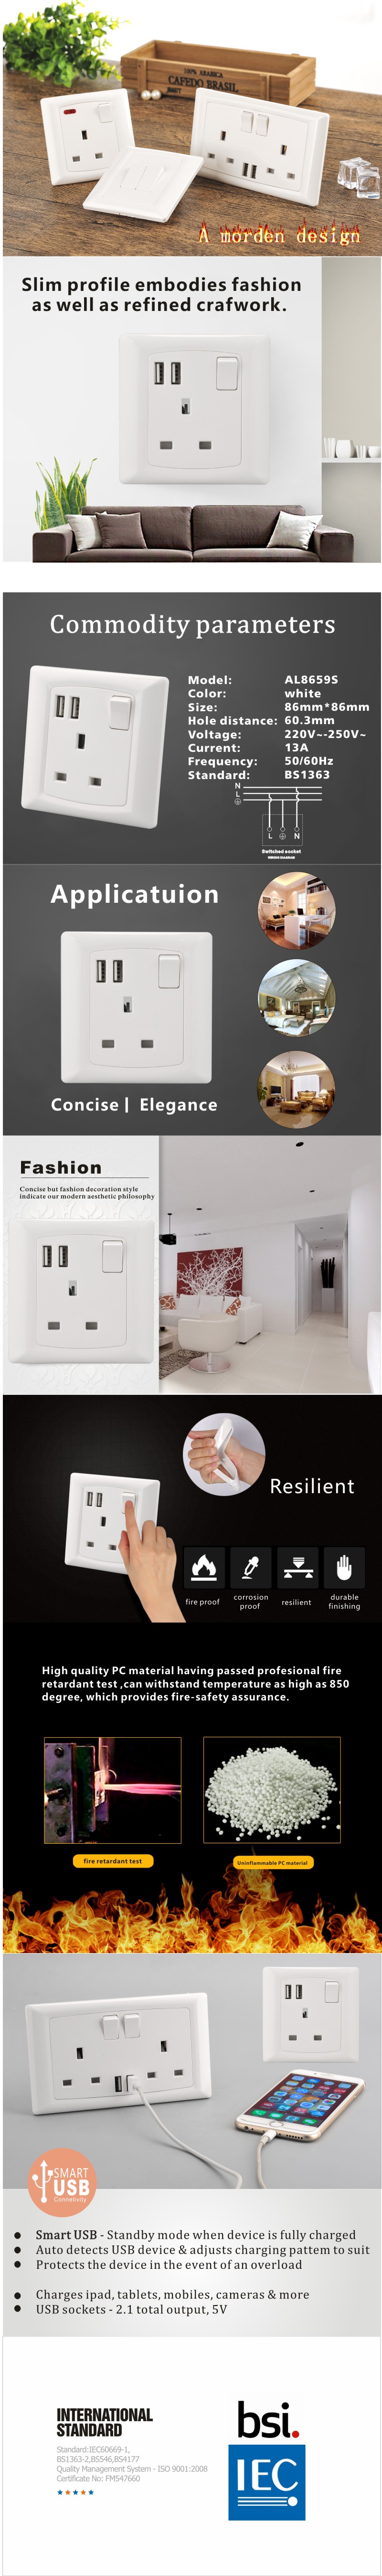 100% ARABICA
CAFEDO BRASIL
A morden design
Slim profile embodies fashion
as well as refined crafwork.
Commodity parameters
Model: AL8659S
Color: white
Size: 86mm*86mm
Hole distance: 60.3mm
Voltage: 220V~-250V~
Current: 13A
Frequency: 50/60Hz
Standard: BS1363
N
L
L N
Switched socket
WIRING DIAGRAM
Applicatuion
Concise | Elegance
Fashion
Concise but fashion decoration style
indicate our modern aesthetic philosophy
Resilient
fire proof
corrosion
proof
resilient
durable
finishing
High quality PC material having passed profesional fire
retardant test ,can withstand temperature as high as 850
degree, which provides fire-safety assurance.
fire retardant test
Uninflammable PC material
SMART
USB
Connetivity
● Smart USB - Standby mode when device is fully charged
● Auto detects USB device & adjusts charging pattem to suit
● Protects the device in the event of an overload
● Charges ipad, tablets, mobiles, cameras & more
● USB sockets - 2.1 total output, 5V
INTERNATIONAL
STANDARD
Standard:IEC60669-1,
BS1363-2,BS546,BS4177
Quality Management System - ISO 9001:2008
Certificate No: FM547660
bsi.
IEC